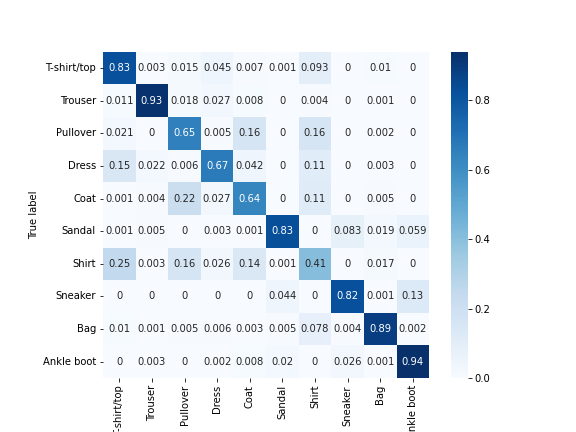 T-shirt/top 0.83 0.003 0.015 0.045 0.007 0.001 0.093 0 0.01 0
Trouser 0.011 0.93 0.018 0.027 0.008 0 0.004 0 0.001 0
Pullover 0.021 0 0.65 0.005 0.16 0 0.16 0 0.002 0
Dress 0.15 0.022 0.006 0.67 0.042 0 0.11 0 0.003 0
Coat 0.001 0.004 0.22 0.027 0.64 0 0.11 0 0.005 0
Sandal 0.001 0.005 0 0.003 0.001 0.83 0 0.083 0.019 0.059
Shirt 0.25 0.003 0.16 0.026 0.14 0.001 0.41 0 0.017 0
Sneaker 0 0 0 0 0 0.044 0 0.82 0.001 0.13
Bag 0.01 0.001 0.005 0.006 0.003 0.005 0.078 0.004 0.89 0.002
Ankle boot 0 0.003 0 0.002 0.008 0.02 0 0.026 0.001 0.94
True label
-shirt/top Trouser Pullover Dress Coat Sandal Shirt Sneaker Bag nkle boot
0.8
0.6
0.4
0.2
0.0